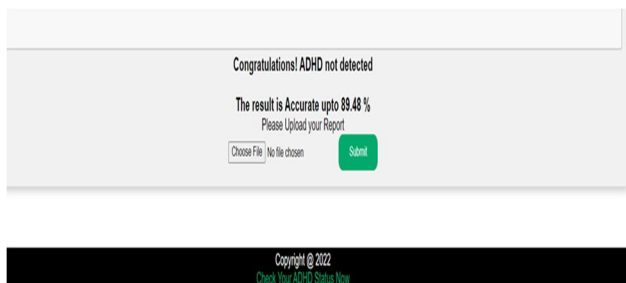 Congratulations! ADHD not detected
The result is Accurate upto 89.48 %
Please Upload your Report
Choose File No file chosen Submit
Copyright @ 2022
Check Your ADHD Status Now